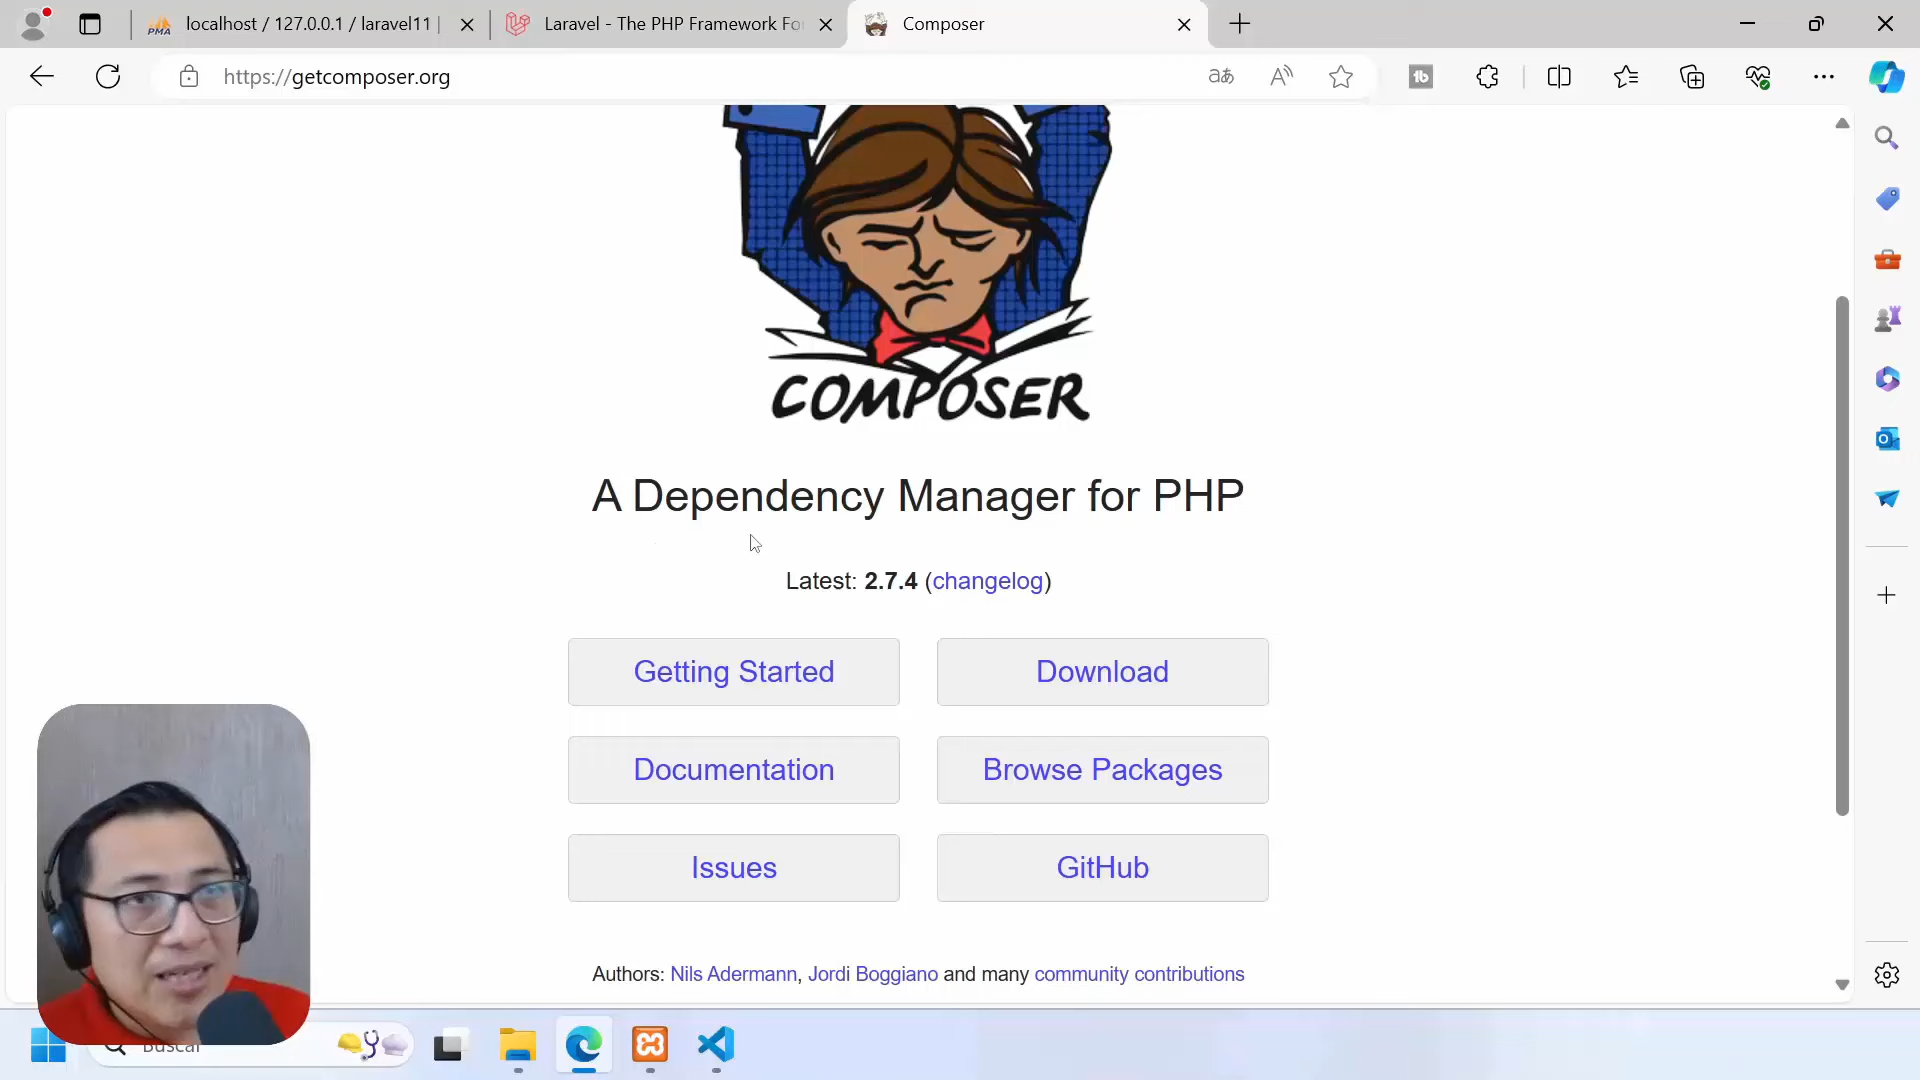 localhost / 127.0.0.1 / laravel11 |
Laravel - The PHP Framework Fo
Composer
https://getcomposer.org
COMPOSER
A Dependency Manager for PHP
Latest: 2.7.4 (changelog)
Getting Started
Download
Documentation
Browse Packages
Issues
GitHub
Authors: Nils Adermann, Jordi Boggiano and many community contributions
Buscar